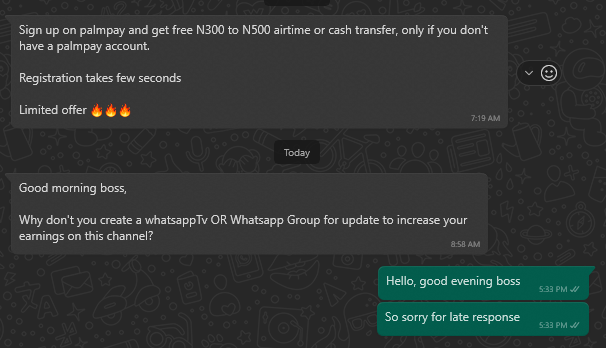 Sign up on palmpay and get free N300 to N500 airtime or cash transfer, only if you don't
have a palmpay account.
Registration takes few seconds
Limited offer 🔥🔥🔥
7:19 AM
Today
Good morning boss,
Why don't you create a whatsappTv OR Whatsapp Group for update to increase your
earnings on this channel?
8:58 AM
Hello, good evening boss
5:33 PM
So sorry for late response
5:33 PM